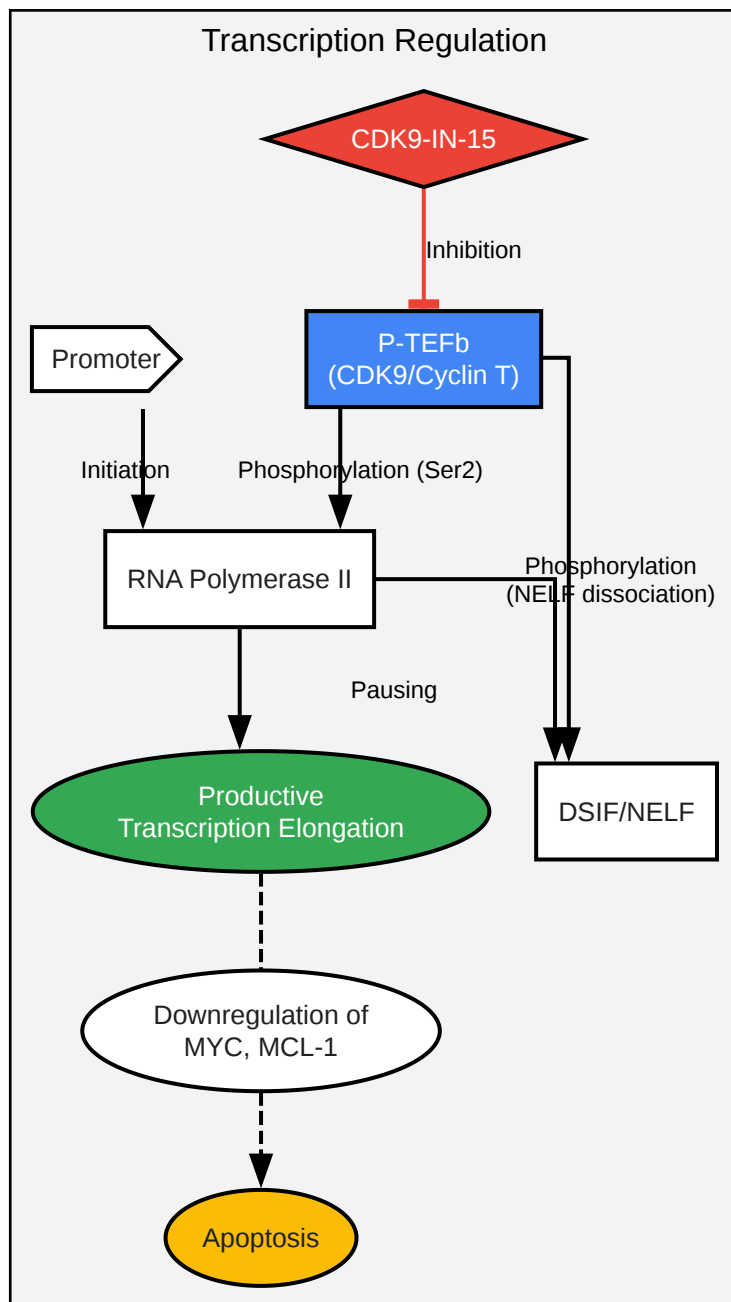 Transcription Regulation
CDK9-IN-15
Inhibition
Promoter
P-TEFb
(CDK9/Cyclin T)
Initiation
Phosphorylation (Ser2)
RNA Polymerase II
Phosphorylation
(NELF dissociation)
Pausing
Productive
Transcription Elongation
DSIF/NELF
Downregulation of
MYC, MCL-1
Apoptosis